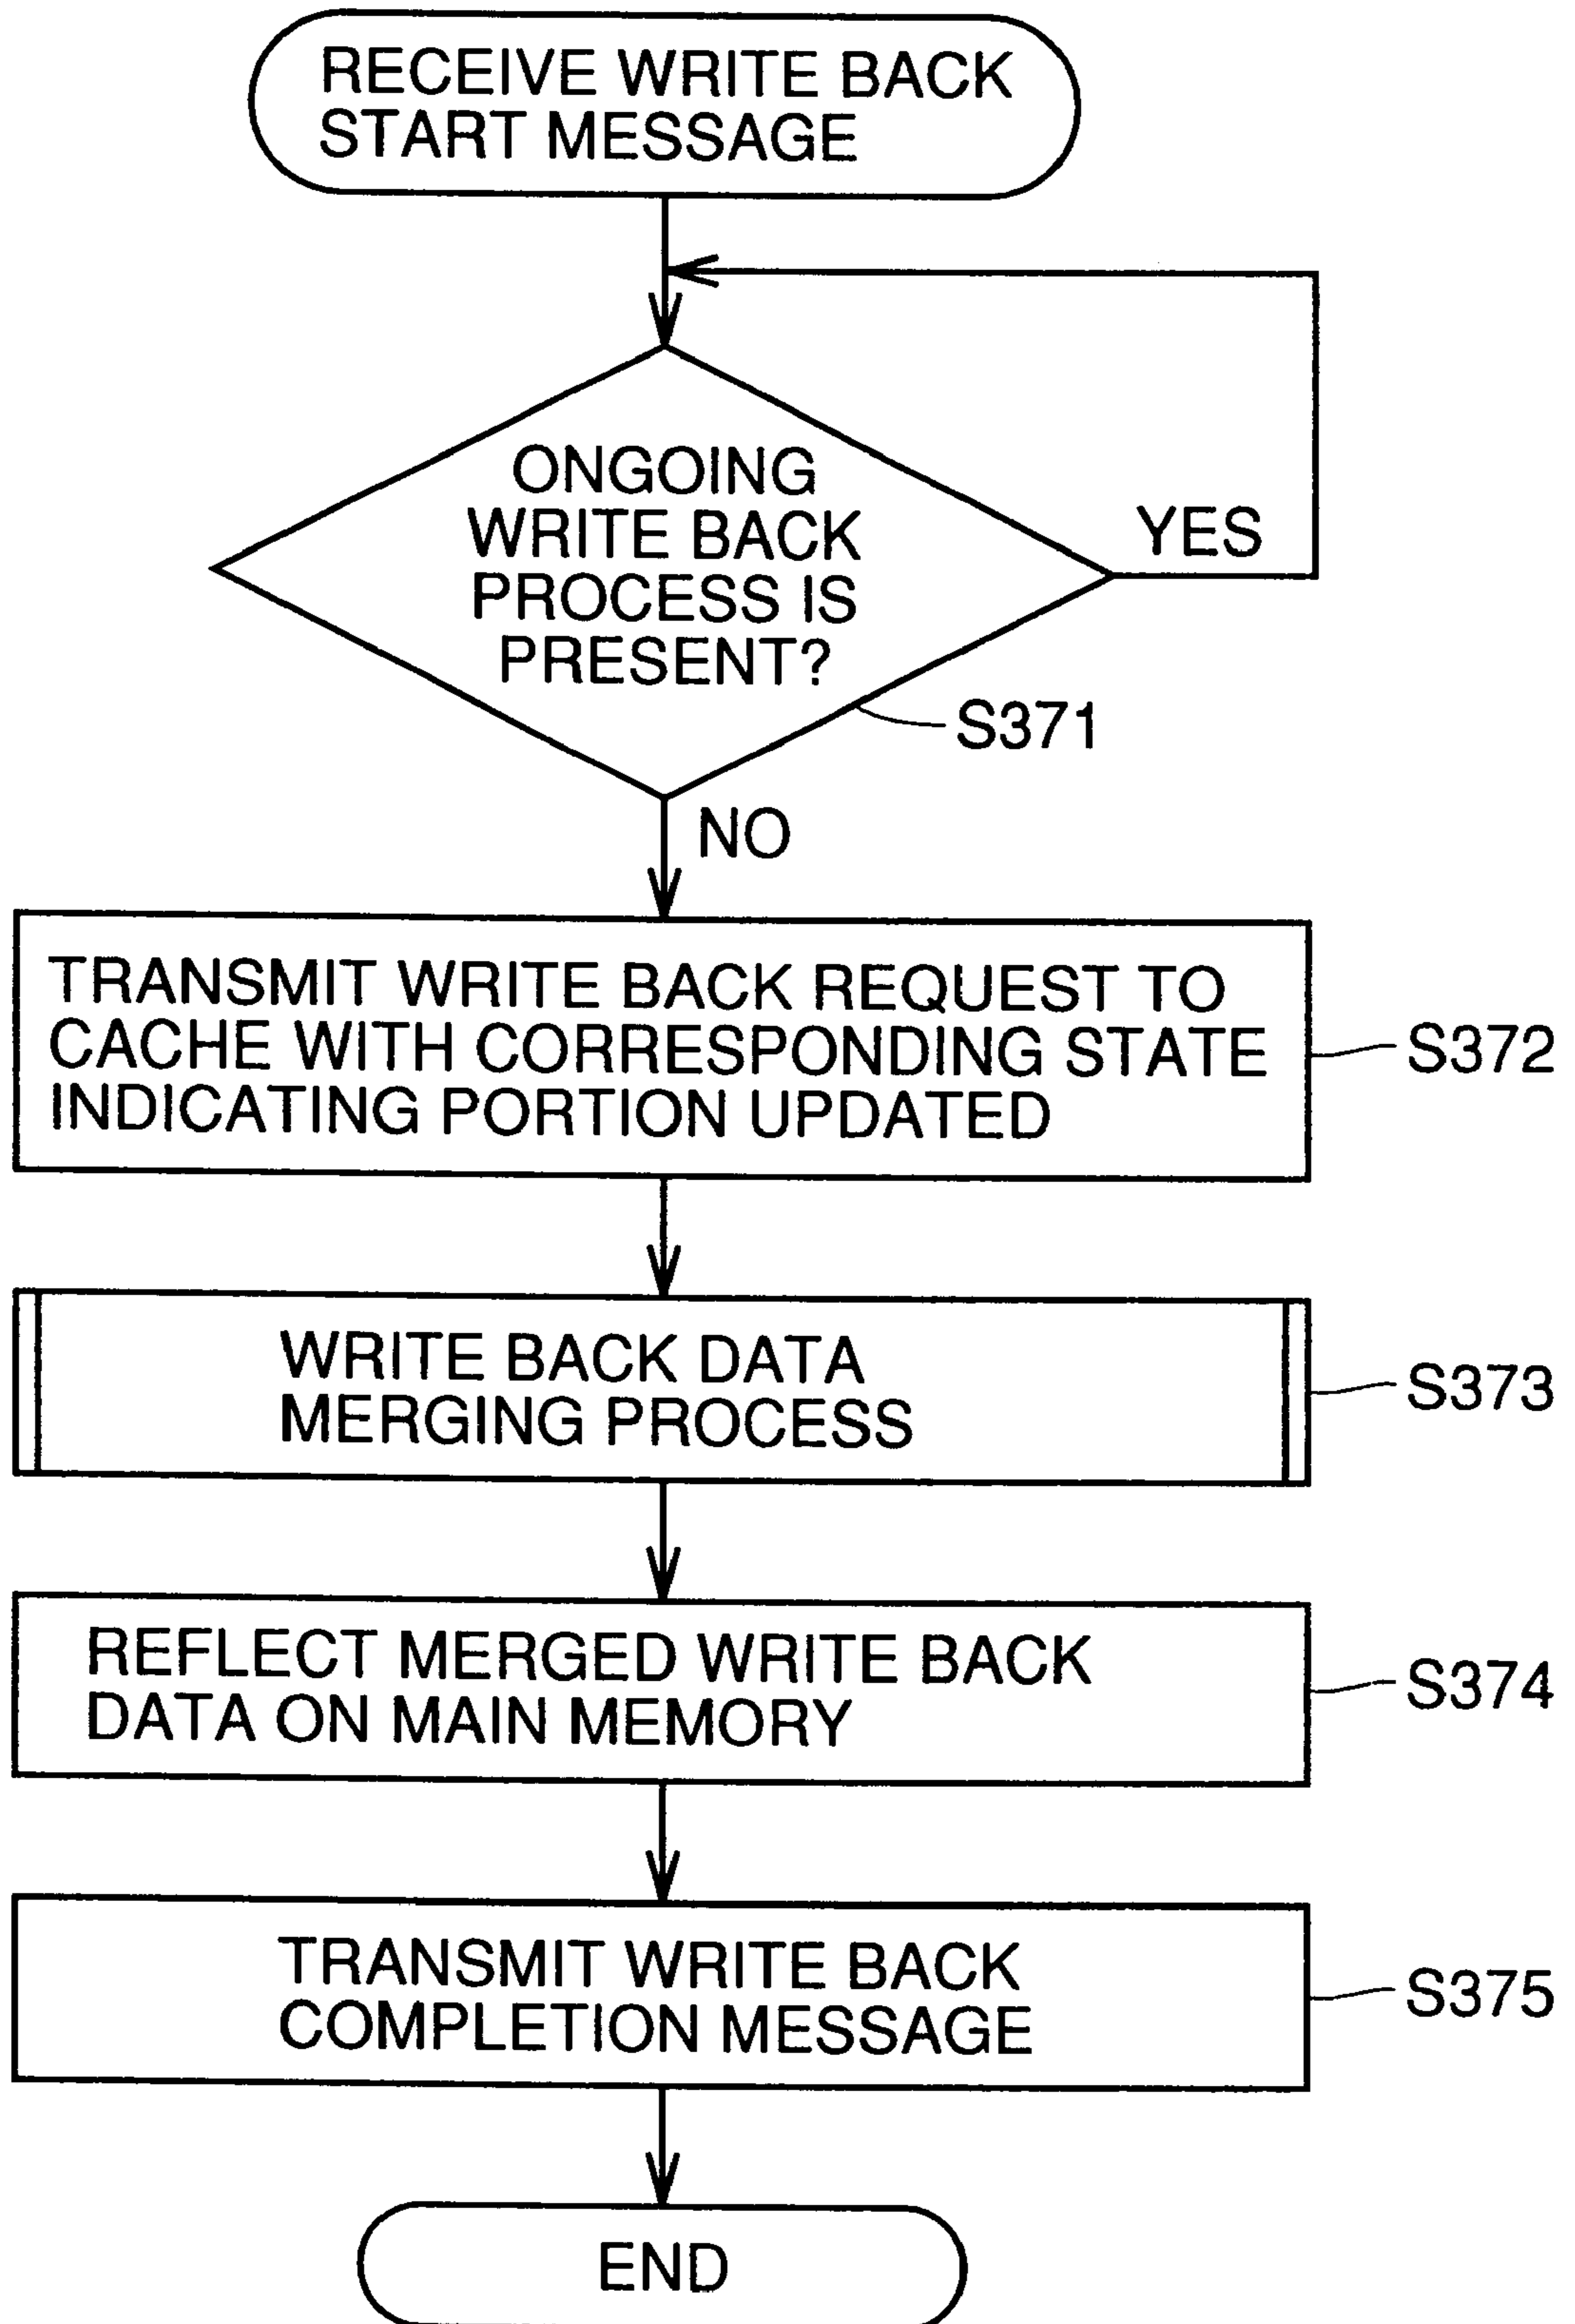 RECEIVE WRITE BACK
START MESSAGE
ONGOING
WRITE BACK
PROCESS IS
PRESENT?
YES
S371
NO
TRANSMIT WRITE BACK REQUEST TO
CACHE WITH CORRESPONDING STATE
INDICATING PORTION UPDATED
S372
WRITE BACK DATA
MERGING PROCESS
S373
REFLECT MERGED WRITE BACK
DATA ON MAIN MEMORY
S374
TRANSMIT WRITE BACK
COMPLETION MESSAGE
S375
END